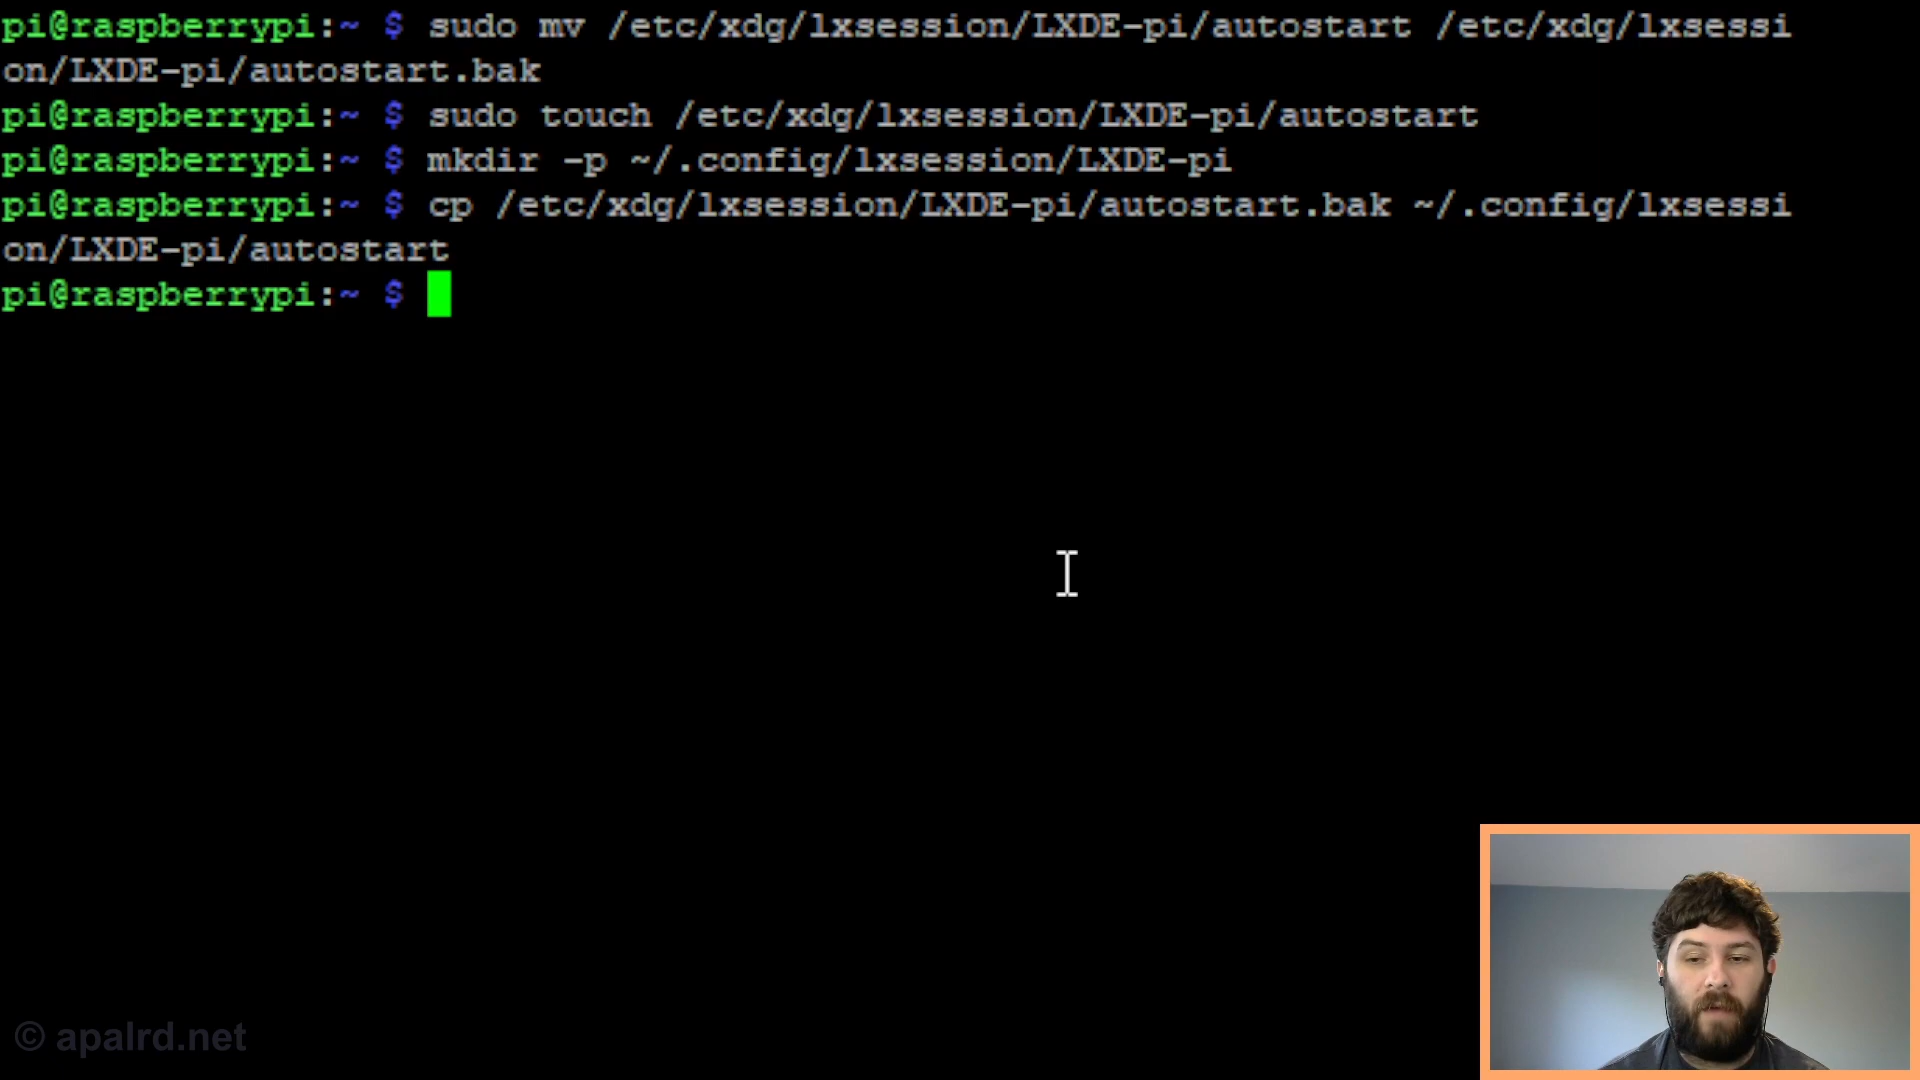 pi@raspberrypi:~ $ sudo mv /etc/xdg/lxsession/LXDE-pi/autostart /etc/xdg/lxsessi
on/LXDE-pi/autostart.bak
pi@raspberrypi:~ $ sudo touch /etc/xdg/lxsession/LXDE-pi/autostart
pi@raspberrypi:~ $ mkdir -p ~/.config/lxsession/LXDE-pi
pi@raspberrypi:~ $ cp /etc/xdg/lxsession/LXDE-pi/autostart.bak ~/.config/lxsessi
on/LXDE-pi/autostart
pi@raspberrypi:~ $
© apalrd.net